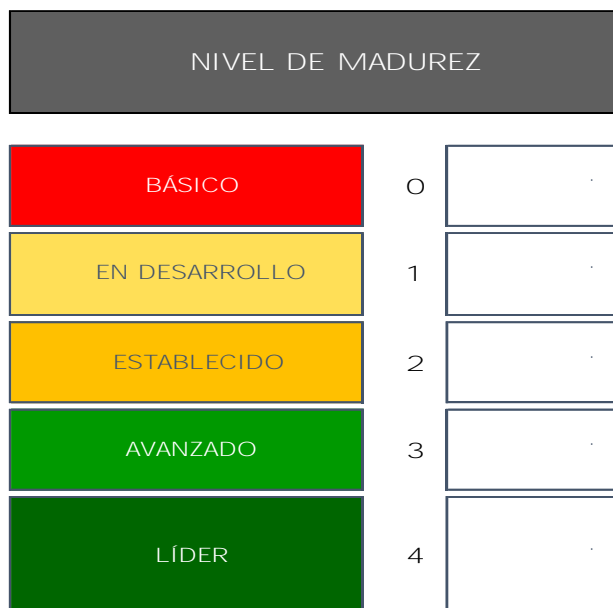 NIVEL DE MADUREZ
BÁSICO 0 .
EN DESARROLLO 1 .
ESTABLECIDO 2 .
AVANZADO 3 .
LÍDER 4 .